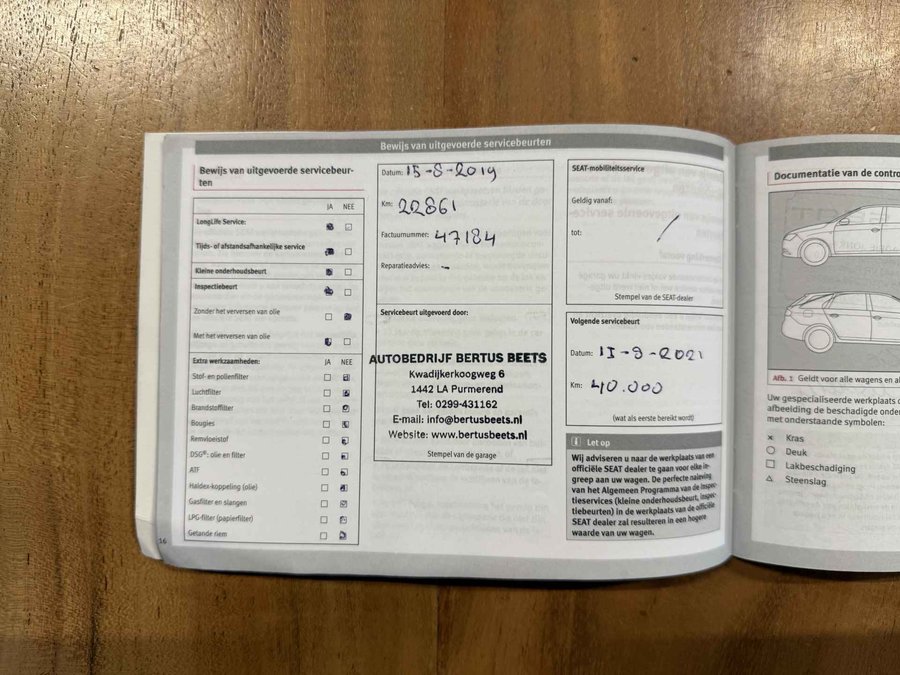 Bewijs van uitgevoerde servicebeurten
Bewijs van uitgevoerde servicebeur-
ten
JA NEE
LongLife Service:
Tijds- of afstandsafhankelijke service
Kleine onderhoudsbeurt
Inspectiebeurt
Zonder het verversen van olie
Met het verversen van olie
Extra werkzaamheden: JA NEE
Stof- en pollenfilter
Luchtfilter
Brandstoffilter
Bougies
Remvloeistof
DSG®: olie en filter
ATF
Haldex-koppeling (olie)
Gasfilter en slangen
LPG-filter (papierfilter)
Getande riem
16
Datum: 15-8-2019
Km: 22861
Factuurnummer: 47184
Reparatieadvies: -
Servicebeurt uitgevoerd door:
AUTOBEDRIJF BERTUS BEETS
Kwadijkerkoogweg 6
1442 LA Purmerend
Tel: 0299-431162
E-mail: info@bertusbeets.nl
Website: www.bertusbeets.nl
Stempel van de garage
SEAT-mobiliteitsservice
Geldig vanaf:
tot: /
Stempel van de SEAT-dealer
Volgende servicebeurt
Datum: 15-8-2021
Km: 40.000
(wat als eerste bereikt wordt)
Let op
Wij adviseren u naar de werkplaats van een
officiële SEAT dealer te gaan voor elke in-
greep aan uw wagen. De perfecte naleving
van het Algemeen Programma van de Inspec-
tieservices (kleine onderhoudsbeurt, inspec-
tiebeurten) in de werkplaats van de officiële
SEAT dealer zal resulteren in een hogere
waarde van uw wagen.
Documentatie van de contro
Afb. 1 Geldt voor alle wagens en al
Uw gespecialiseerde werkplaats
afbeelding de beschadigde onde
met onderstaande symbolen:
× Kras
○ Deuk
□ Lakbeschadiging
△ Steenslag